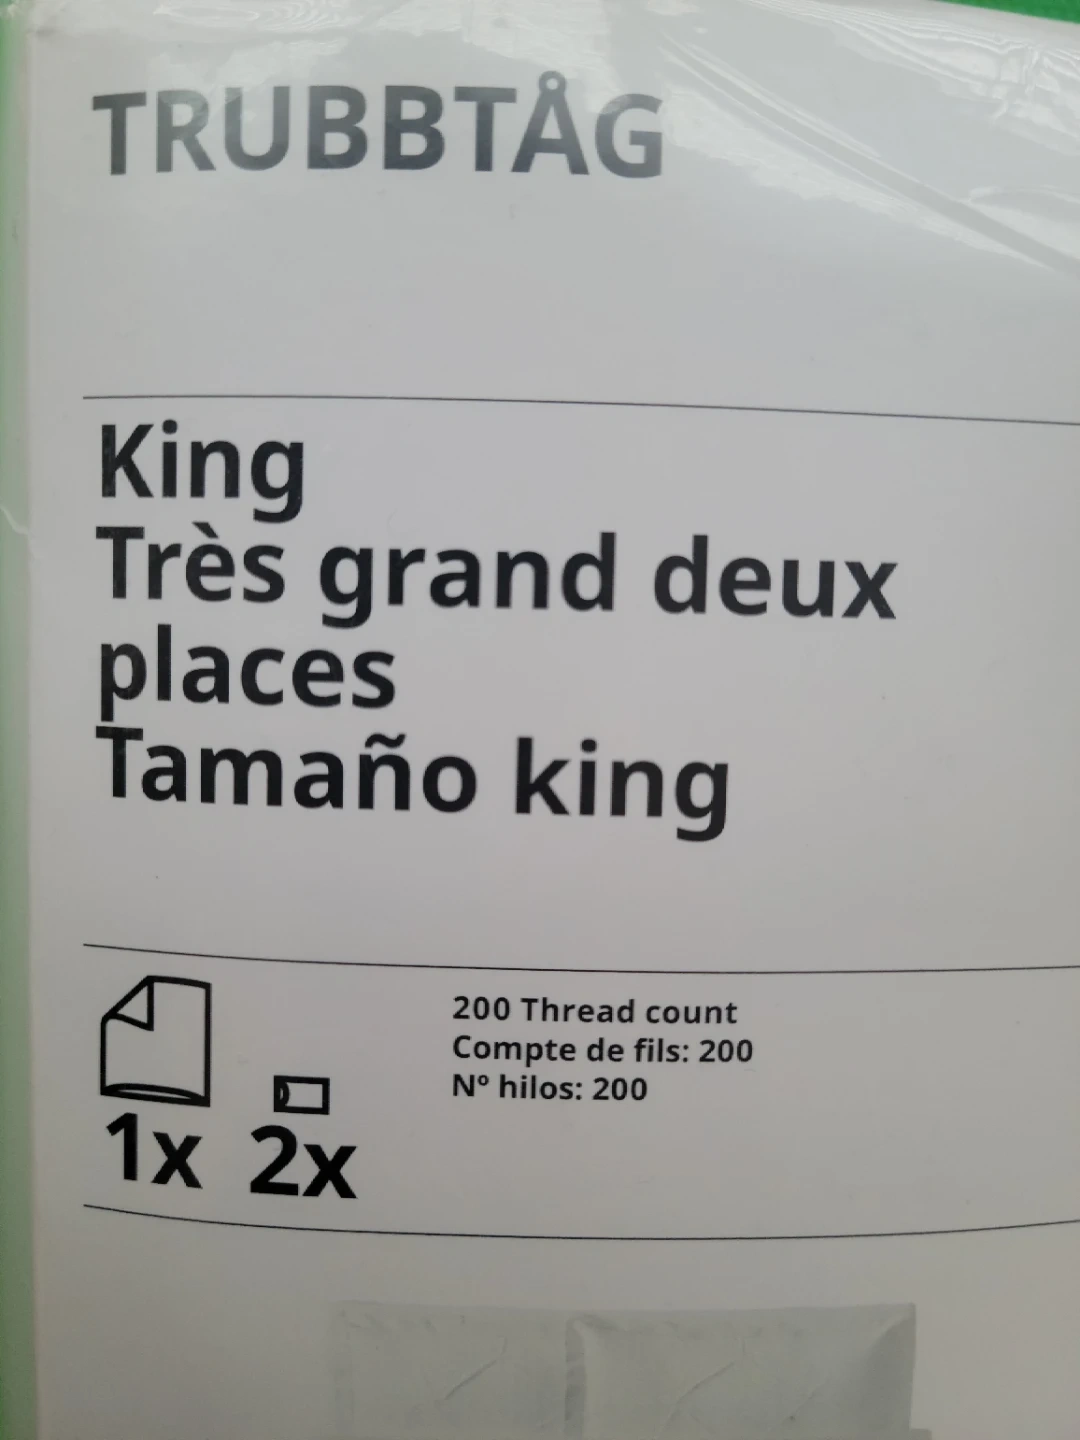 TRUBBTÅG
King
Très grand deux
places
Tamaño king
200 Thread count
Compte de fils: 200
Nº hilos: 200
1x 2x